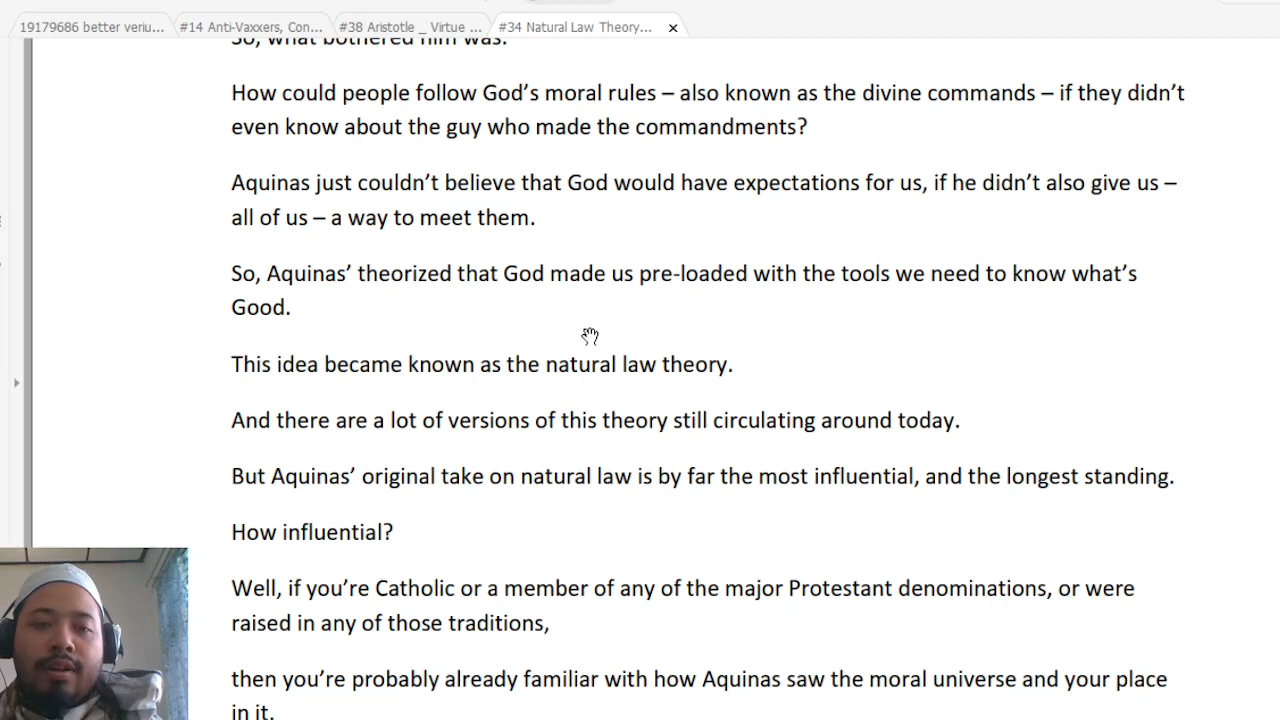 19179686 better veriu... #14 Anti-Vaxxers, Con... #38 Aristotle _ Virtue ... #34 Natural Law Theory...
So, what bothered him was:
How could people follow God’s moral rules – also known as the divine commands – if they didn’t
even know about the guy who made the commandments?
Aquinas just couldn’t believe that God would have expectations for us, if he didn’t also give us –
all of us – a way to meet them.
So, Aquinas’ theorized that God made us pre-loaded with the tools we need to know what’s
Good.
This idea became known as the natural law theory.
And there are a lot of versions of this theory still circulating around today.
But Aquinas’ original take on natural law is by far the most influential, and the longest standing.
How influential?
Well, if you’re Catholic or a member of any of the major Protestant denominations, or were
raised in any of those traditions,
then you’re probably already familiar with how Aquinas saw the moral universe and your place
in it.